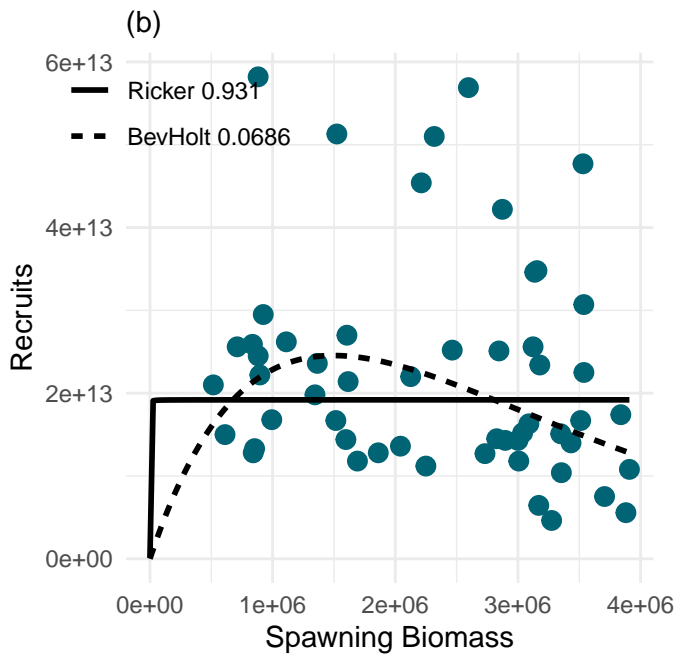 (b)
6e+13
Ricker 0.931
BevHolt 0.0686
4e+13
Recruits
2e+13
0e+00
0e+00 1e+06 2e+06 3e+06 4e+06
Spawning Biomass